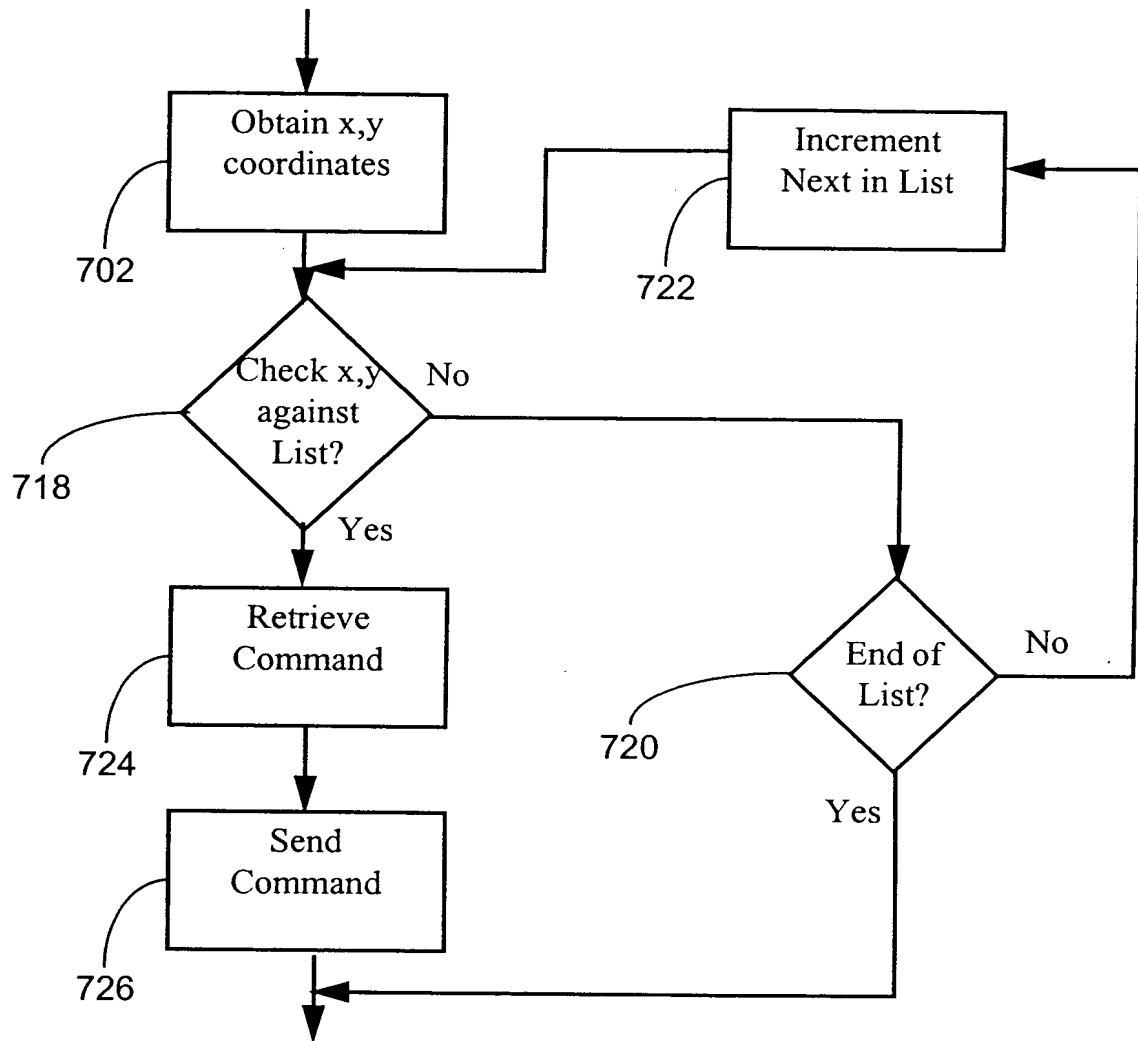 Obtain x,y
coordinates
702
Increment
Next in List
722
Check x,y
against
List?
No
718
Yes
Retrieve
Command
724
End of
List?
No
720
Yes
Send
Command
726